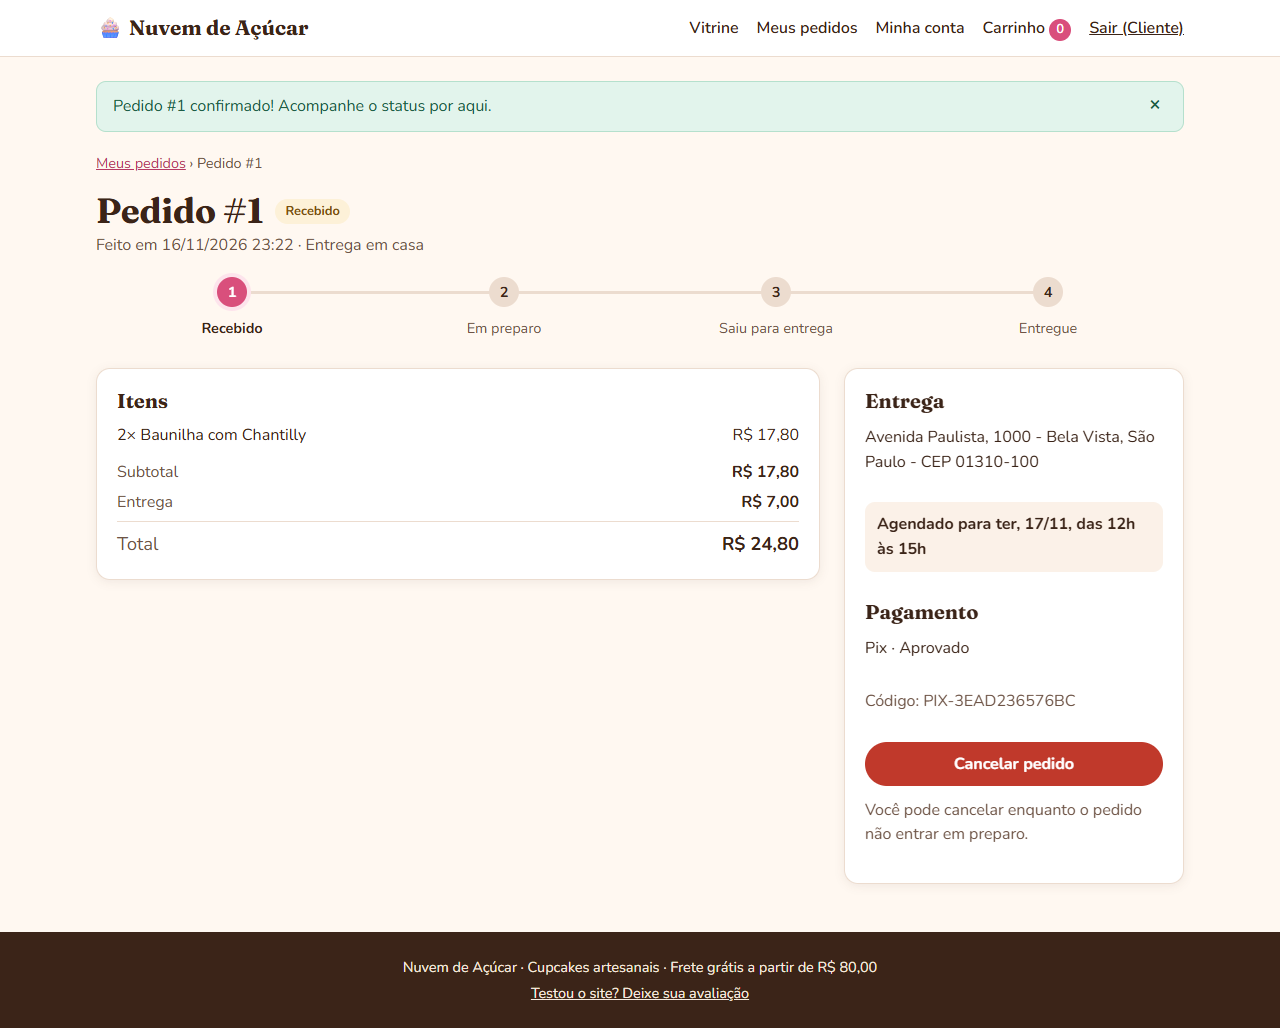 Nuvem de Açúcar
Vitrine Meus pedidos Minha conta Carrinho 0 Sair (Cliente)
Pedido #1 confirmado! Acompanhe o status por aqui. ×
Meus pedidos › Pedido #1
Pedido #1 Recebido
Feito em 16/11/2026 23:22 · Entrega em casa
1 2 3 4
Recebido Em preparo Saiu para entrega Entregue
Itens
2× Baunilha com Chantilly R$ 17,80
Subtotal R$ 17,80
Entrega R$ 7,00
Total R$ 24,80
Entrega
Avenida Paulista, 1000 - Bela Vista, São
Paulo - CEP 01310-100
Agendado para ter, 17/11, das 12h
às 15h
Pagamento
Pix · Aprovado
Código: PIX-3EAD236576BC
Cancelar pedido
Você pode cancelar enquanto o pedido
não entrar em preparo.
Nuvem de Açúcar · Cupcakes artesanais · Frete grátis a partir de R$ 80,00
Testou o site? Deixe sua avaliação